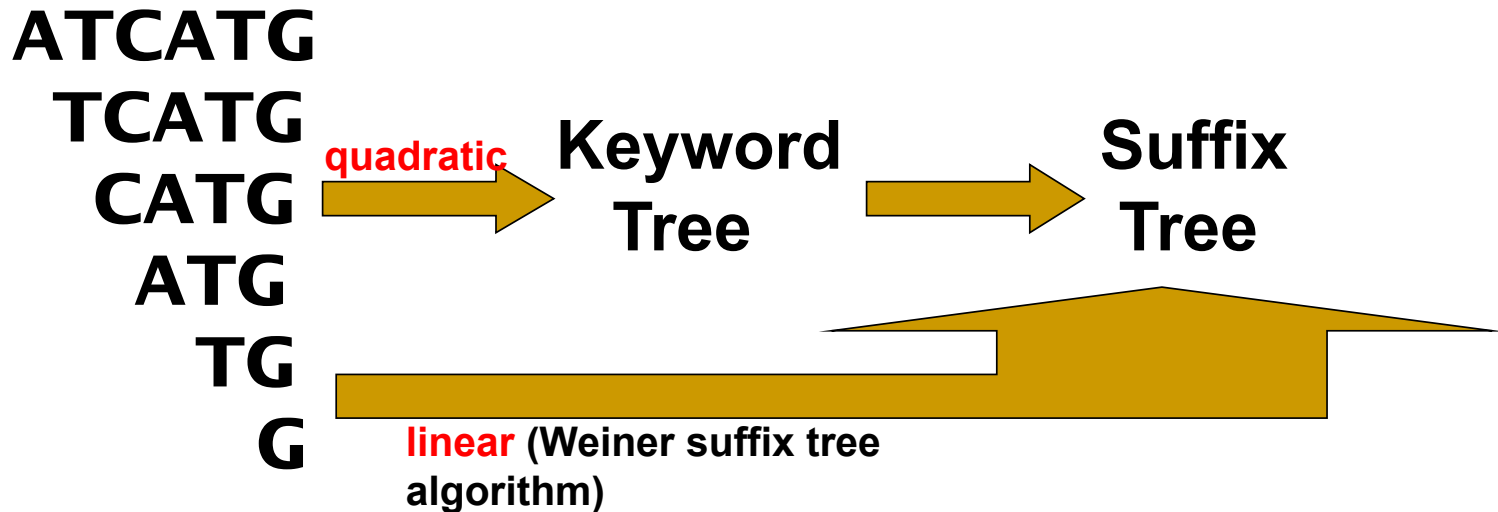 ATCATG
TCATG
CATG
ATG
TG
G
quadratic
Keyword
Tree
Suffix
Tree
linear (Weiner suffix tree
algorithm)